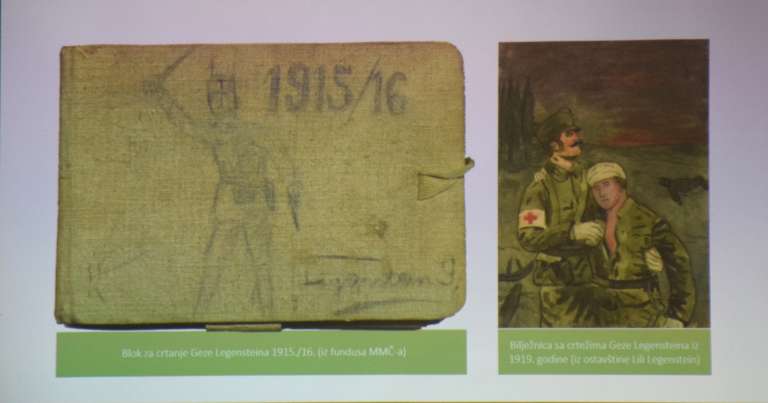 1915/16
Legenstein G.
Blok za crtanje Geze Legensteina 1915./16. (iz fundusa MMČ-a)
Bilježnica sa crtežima Geze Legensteina iz
1919. godine (iz ostavštine Lili Legenstein)